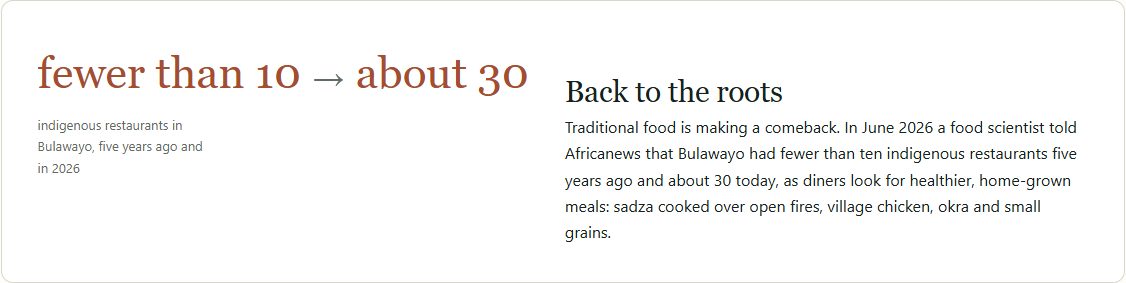 fewer than 10 → about 30
indigenous restaurants in
Bulawayo, five years ago and
in 2026
Back to the roots
Traditional food is making a comeback. In June 2026 a food scientist told
Africanews that Bulawayo had fewer than ten indigenous restaurants five
years ago and about 30 today, as diners look for healthier, home-grown
meals: sadza cooked over open fires, village chicken, okra and small
grains.